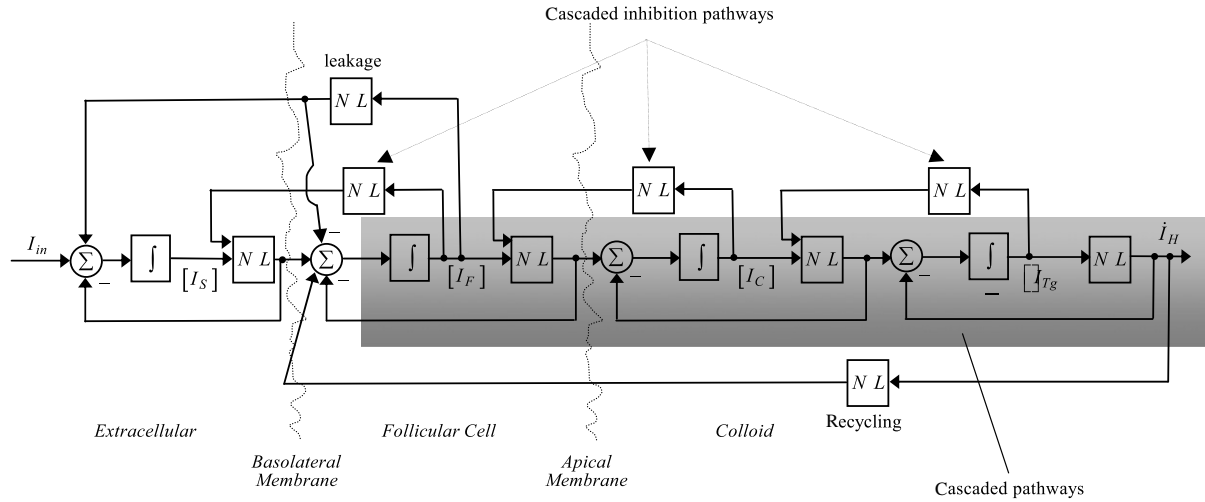 Cascaded inhibition pathways
leakage
N L
N L
N L
N L
I_in
İ_H
Σ
∫
N L
Σ
∫
N L
Σ
∫
N L
Σ
∫
N L
−
−
−
−
−
−
[I_S]
[I_F]
[I_C]
[]I_Tg
N L
Recycling
Extracellular
Follicular Cell
Colloid
Basolateral
Membrane
Apical
Membrane
Cascaded pathways